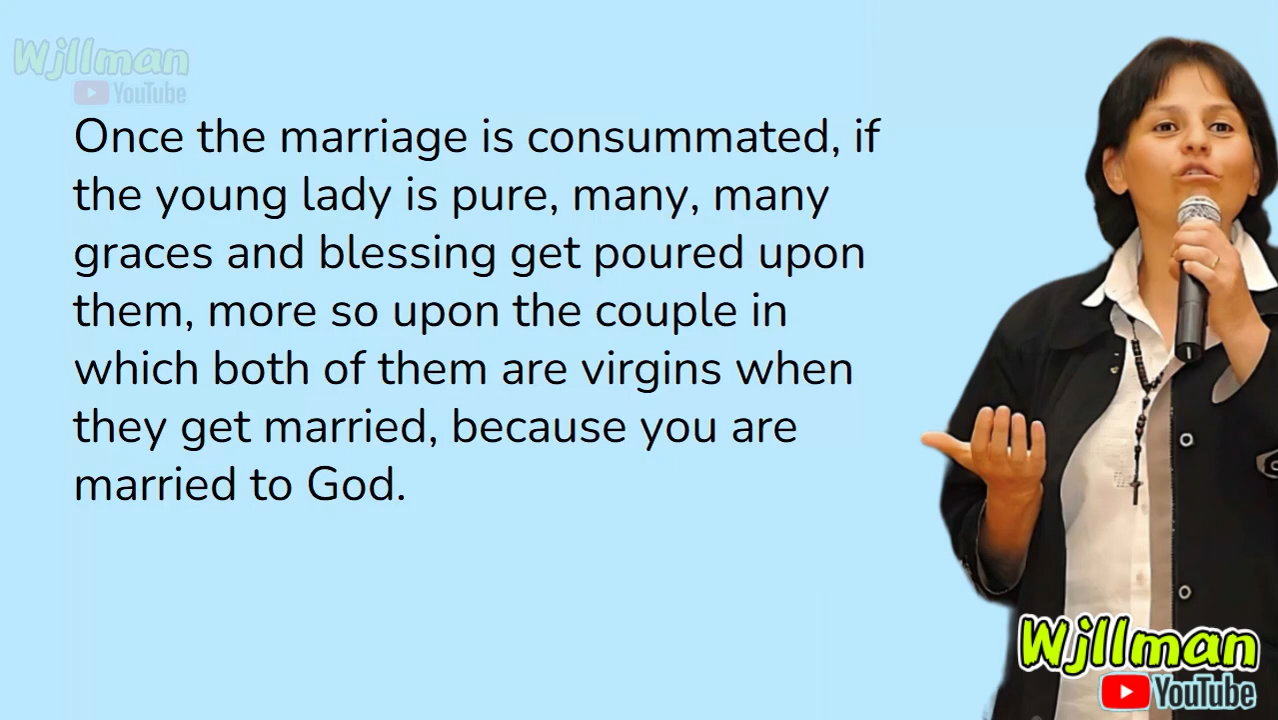 Wjllman
YouTube
Once the marriage is consummated, if
the young lady is pure, many, many
graces and blessing get poured upon
them, more so upon the couple in
which both of them are virgins when
they get married, because you are
married to God.
Wjllman
YouTube